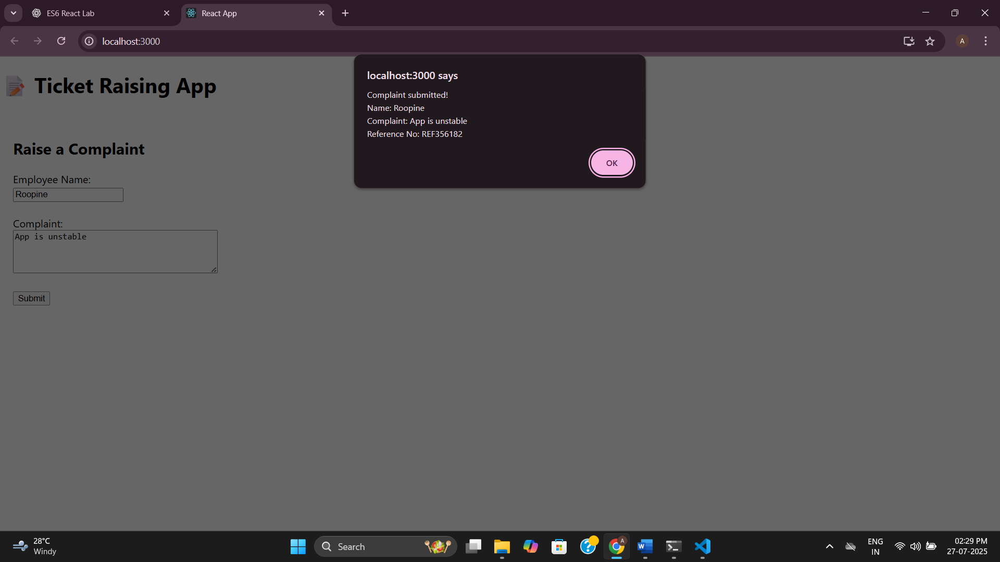 ES6 React Lab
React App
localhost:3000
A
Ticket Raising App
localhost:3000 says
Complaint submitted!
Name: Roopine
Complaint: App is unstable
Reference No: REF356182
OK
Raise a Complaint
Employee Name:
Roopine
Complaint:
App is unstable
Submit
28°C
Windy
Search
A
W
ENG
IN
02:29 PM
27-07-2025